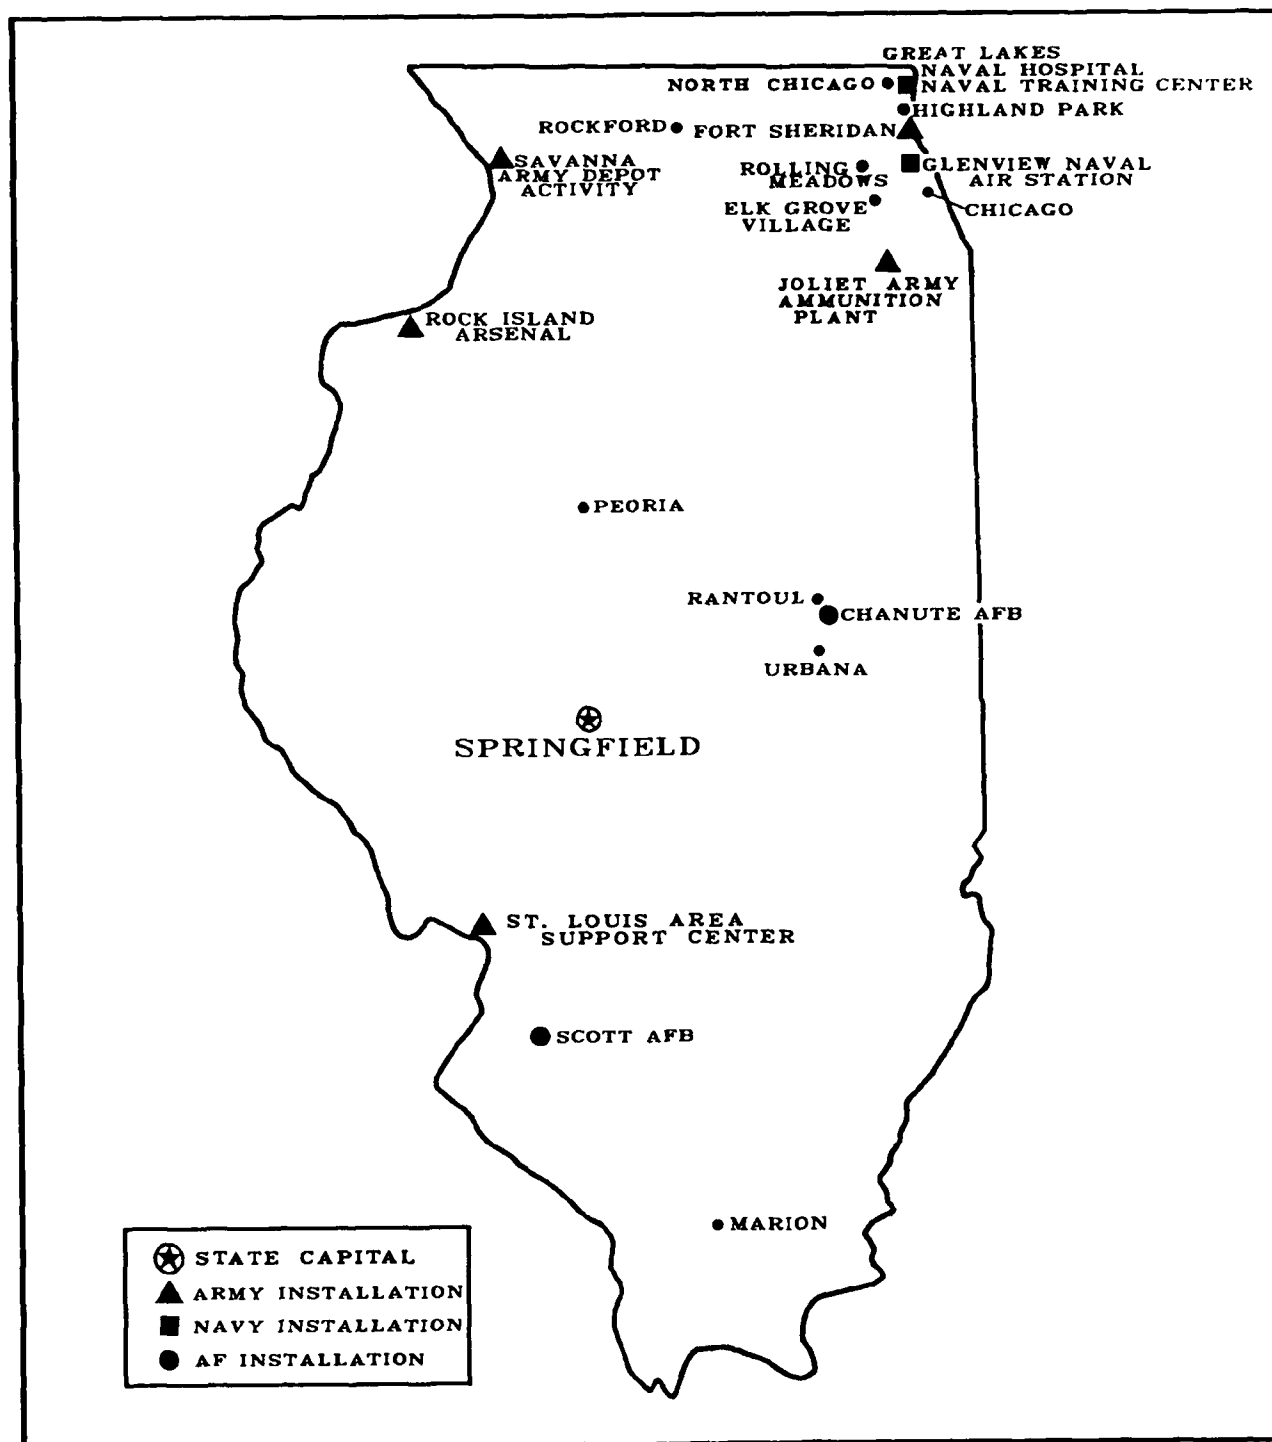 GREAT LAKES
NAVAL HOSPITAL
NORTH CHICAGO
NAVAL TRAINING CENTER
HIGHLAND PARK
ROCKFORD
FORT SHERIDAN
SAVANNA
ARMY DEPOT
ACTIVITY
ROLLING
MEADOWS
GLENVIEW NAVAL
AIR STATION
ELK GROVE
VILLAGE
CHICAGO
JOLIET ARMY
AMMUNITION
PLANT
ROCK ISLAND
ARSENAL
PEORIA
RANTOUL
CHANUTE AFB
URBANA
SPRINGFIELD
ST. LOUIS AREA
SUPPORT CENTER
SCOTT AFB
MARION
STATE CAPITAL
ARMY INSTALLATION
NAVY INSTALLATION
AF INSTALLATION